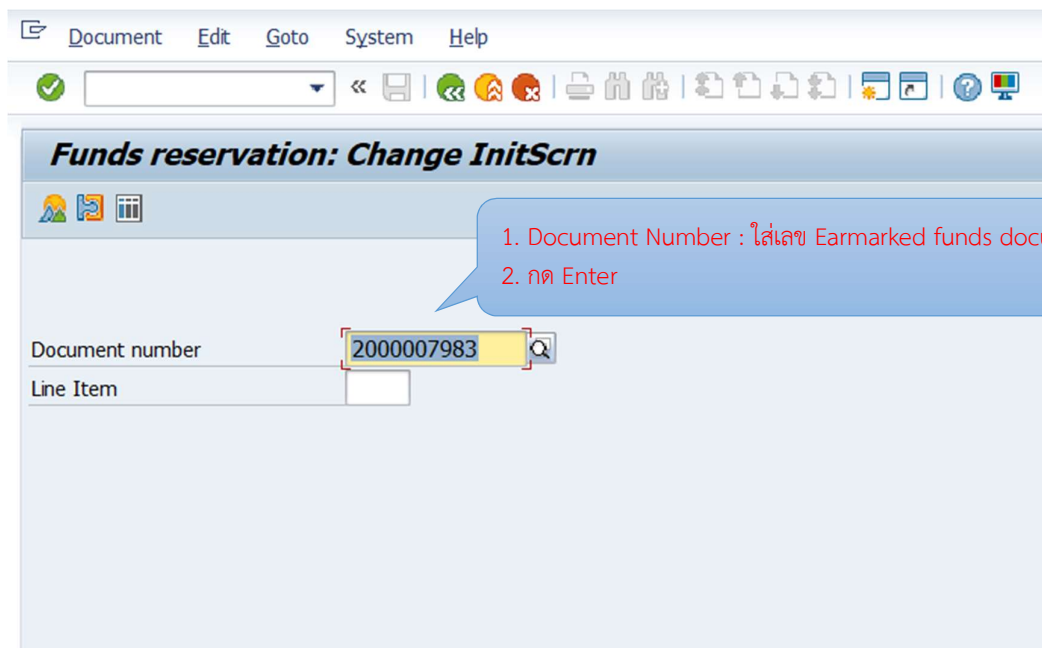 Document Edit Goto System Help
Funds reservation: Change InitScrn
1. Document Number : ใส่เลข Earmarked funds
2. กด Enter
Document number 2000007983
Line Item